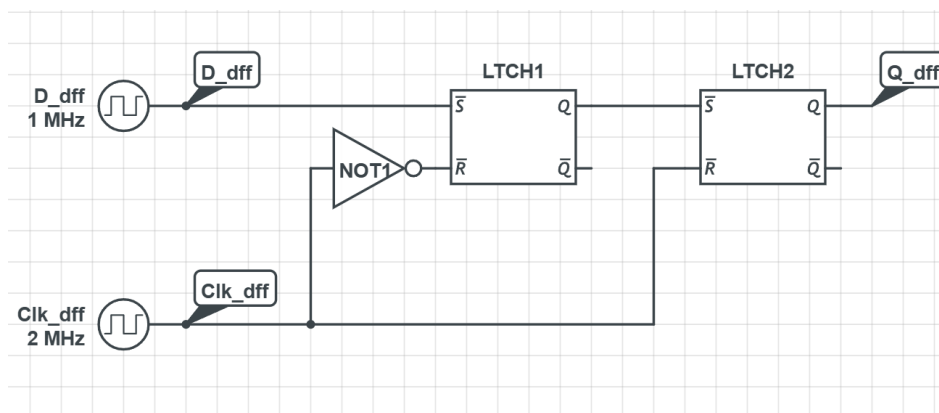 D_dff
1 MHz
D_dff
LTCH1
S̅
Q
R̅
Q̅
LTCH2
S̅
Q
R̅
Q̅
Q_dff
NOT1
Clk_dff
2 MHz
Clk_dff